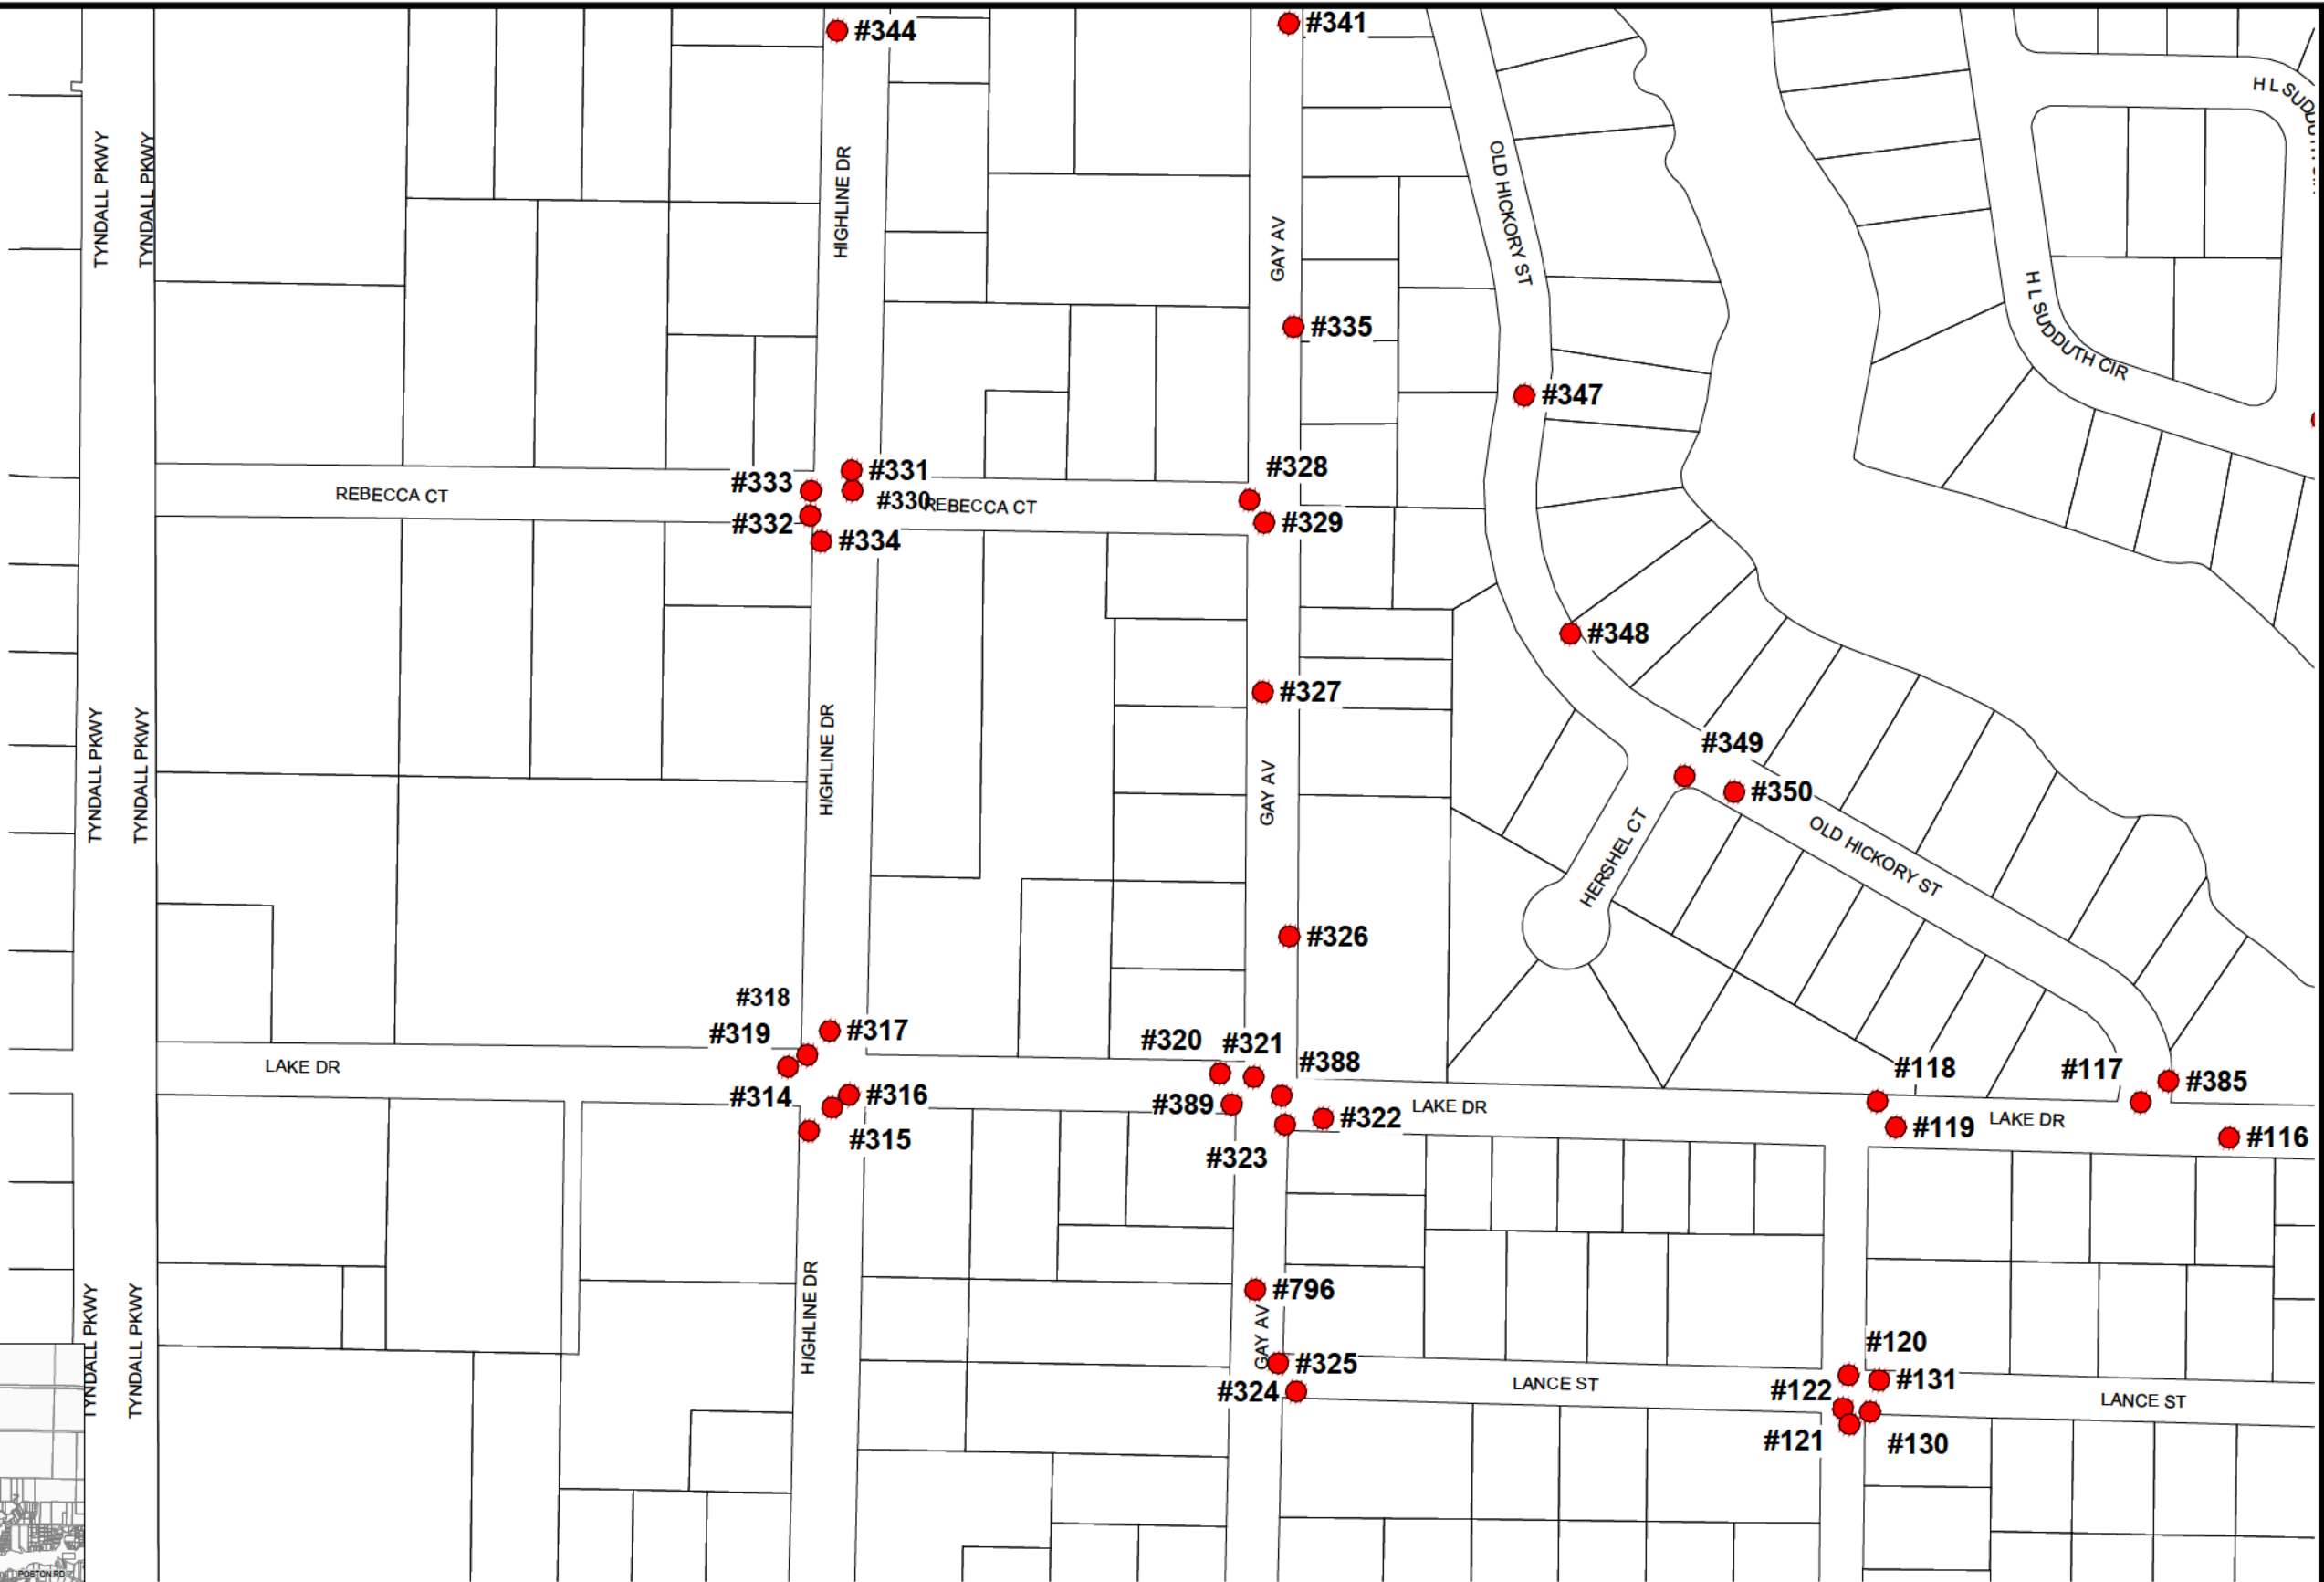 #344
#341
H L SUDDUTH CIR
TYNDALL PKWY
TYNDALL PKWY
HIGHLINE DR
OLD HICKORY ST
GAY AV
#335
H L SUDDUTH CIR
#347
#331
#328
#333
REBECCA CT
#330
REBECCA CT
#332
#329
#334
#348
#327
TYNDALL PKWY
TYNDALL PKWY
HIGHLINE DR
GAY AV
#349
#350
HERSHEL CT
OLD HICKORY ST
#326
#318
#317
#319
#320
#321
#388
LAKE DR
#118
#117
#385
#314
#316
#389
LAKE DR
#322
#119
LAKE DR
#116
#315
#323
TYNDALL PKWY
TYNDALL PKWY
HIGHLINE DR
#796
GAY AV
#120
#325
#324
LANCE ST
#122
#131
LANCE ST
#121
#130
POSTON RD